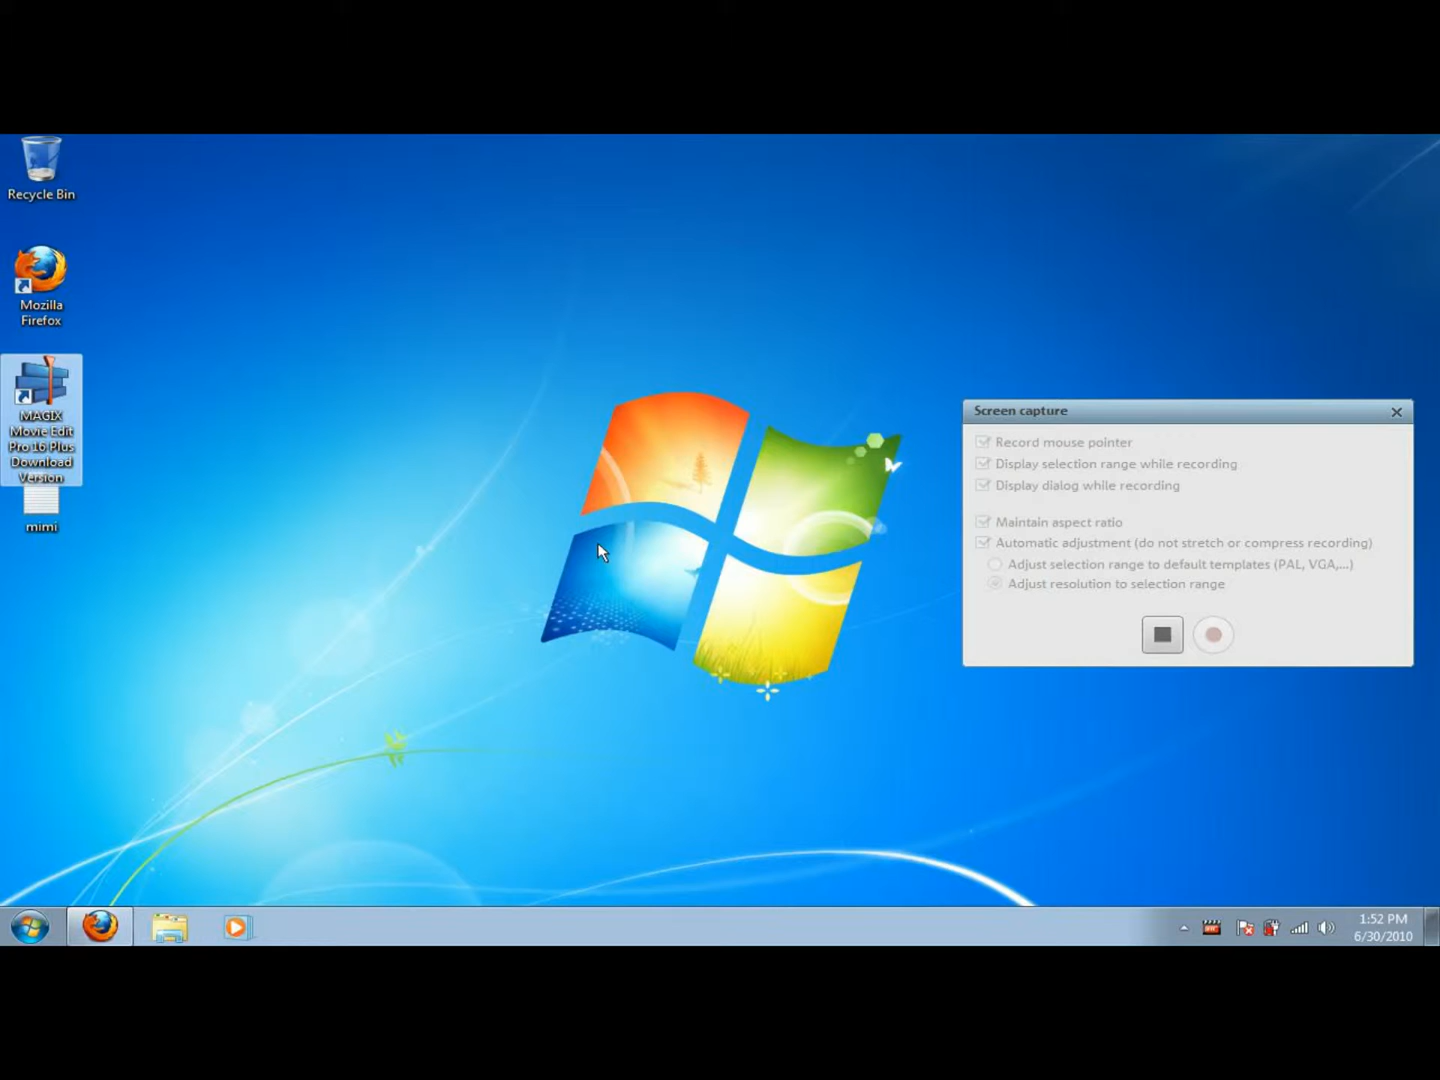 Recycle Bin
Mozilla
Firefox
MAGIX
Movie Edit
Pro 16 Plus
Download
Version
mimi
Screen capture
Record mouse pointer
Display selection range while recording
Display dialog while recording
Maintain aspect ratio
Automatic adjustment (do not stretch or compress recording)
Adjust selection range to default templates (PAL, VGA,...)
Adjust resolution to selection range
1:52 PM
6/30/2010